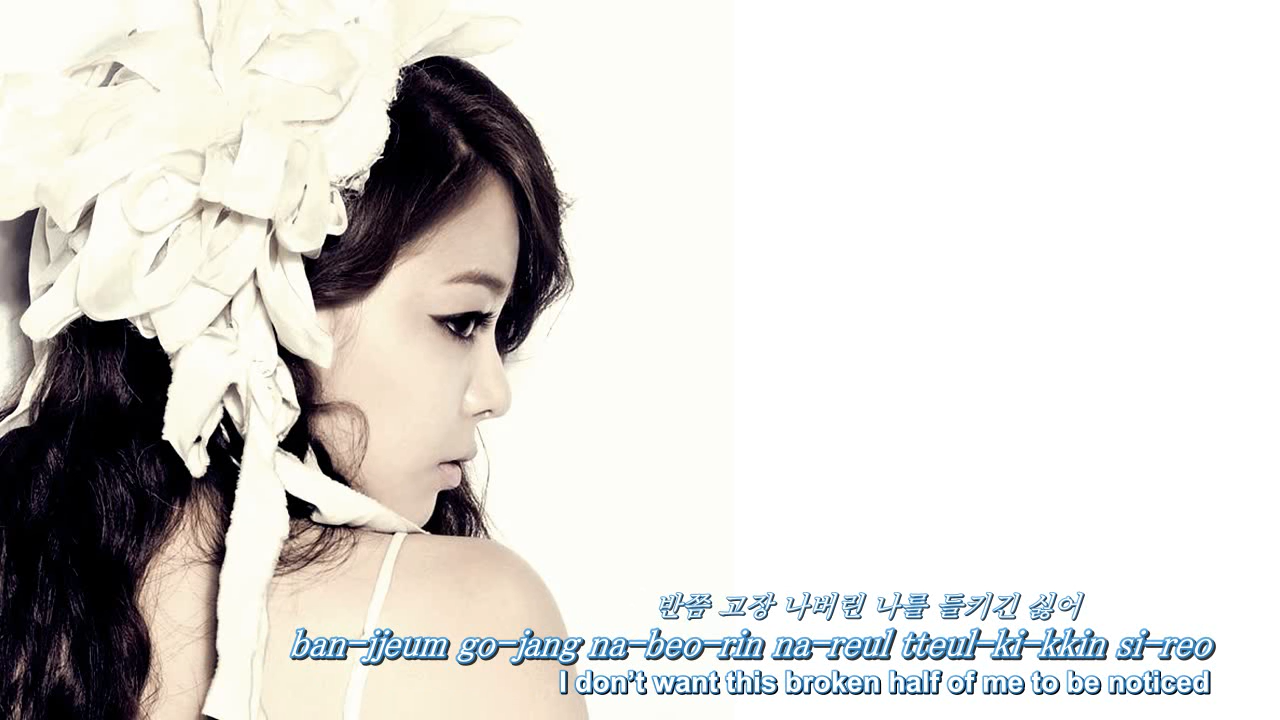 반쯤 고장 나버린 나를 들키긴 싫어
ban-jjeum go-jang na-beo-rin na-reul tteul-ki-kkin si-reo
I don't want this broken half of me to be noticed